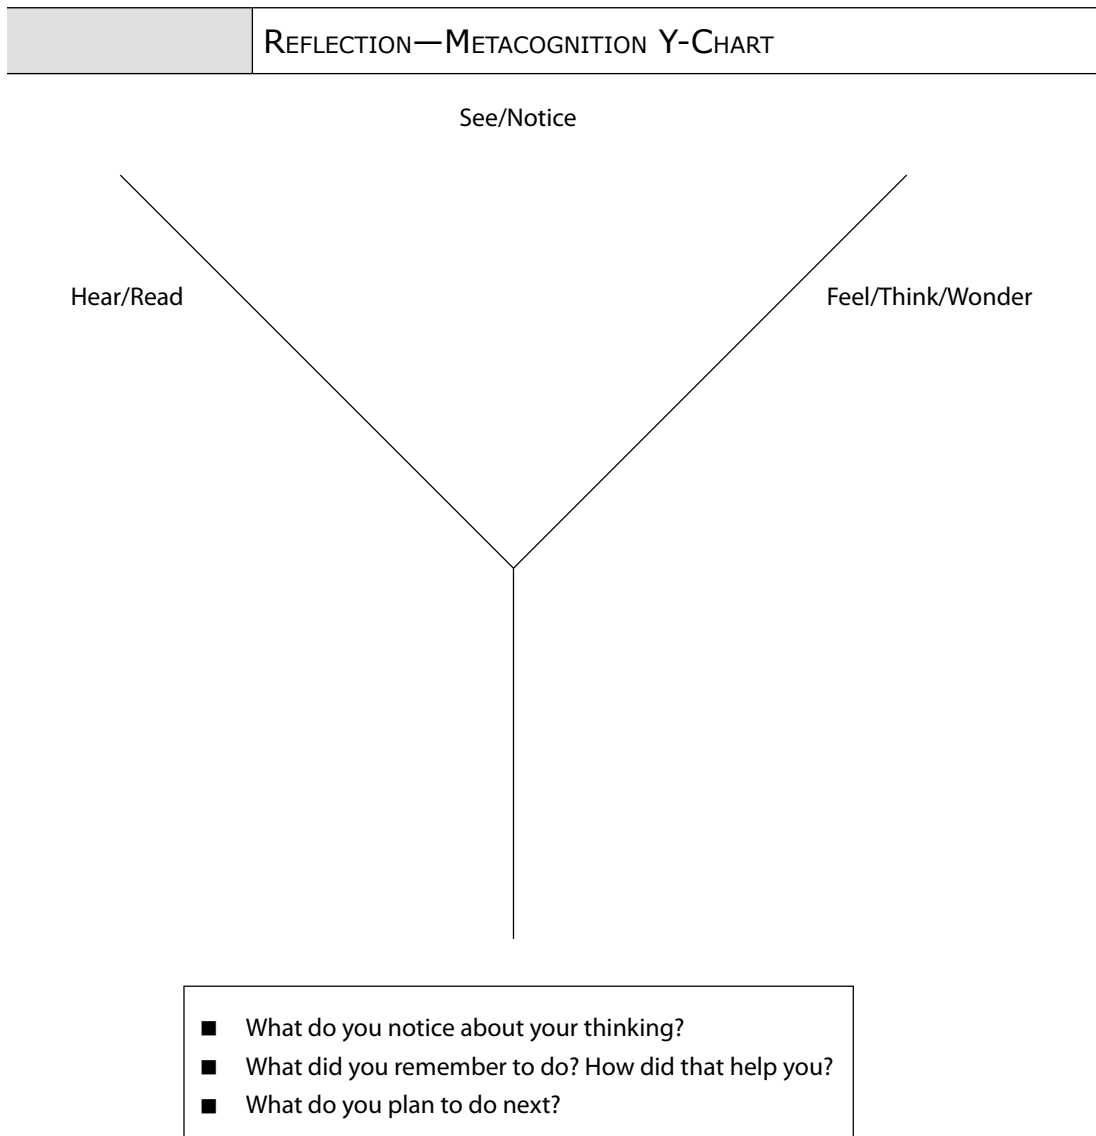 Reflection—Metacognition Y-Chart
See/Notice
Hear/Read
Feel/Think/Wonder
■ What do you notice about your thinking?
■ What did you remember to do? How did that help you?
■ What do you plan to do next?